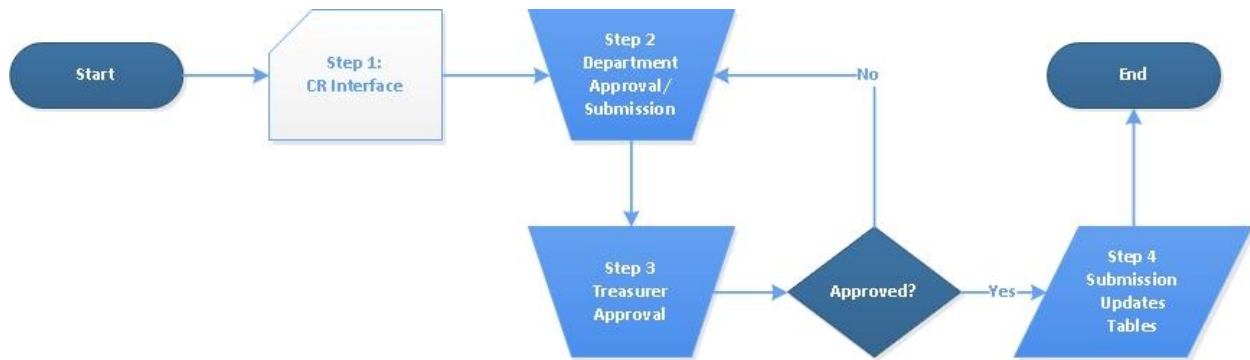 Start
Step 1:
CR Interface
Step 2
Department
Approval/
Submission
No
End
Step 3
Treasurer
Approval
Approved?
Yes
Step 4
Submission
Updates
Tables